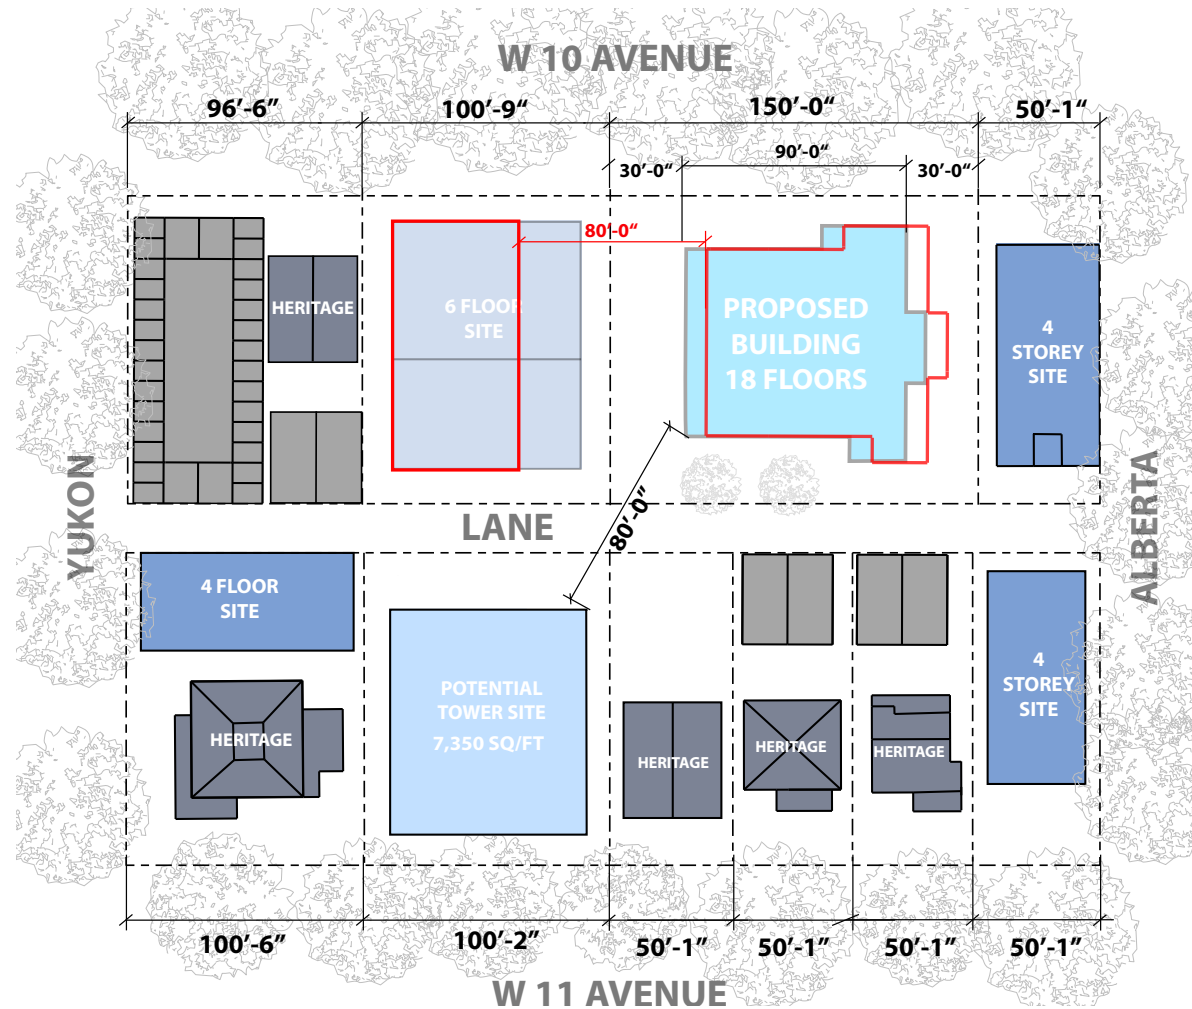 W 10 AVENUE
96’-6” 100’-9“ 150’-0“ 50’-1“
90’-0“
30’-0“ 30’-0“
80’-0“
HERITAGE
6 FLOOR
SITE
PROPOSED
BUILDING
18 FLOORS
4
STOREY
SITE
YUKON
LANE
80’-0”
ALBERTA
4 FLOOR
SITE
HERITAGE
POTENTIAL
TOWER SITE
7,350 SQ/FT
HERITAGE
HERITAGE
HERITAGE
4
STOREY
SITE
100’-6” 100’-2” 50’-1” 50’-1” 50’-1” 50’-1”
W 11 AVENUE